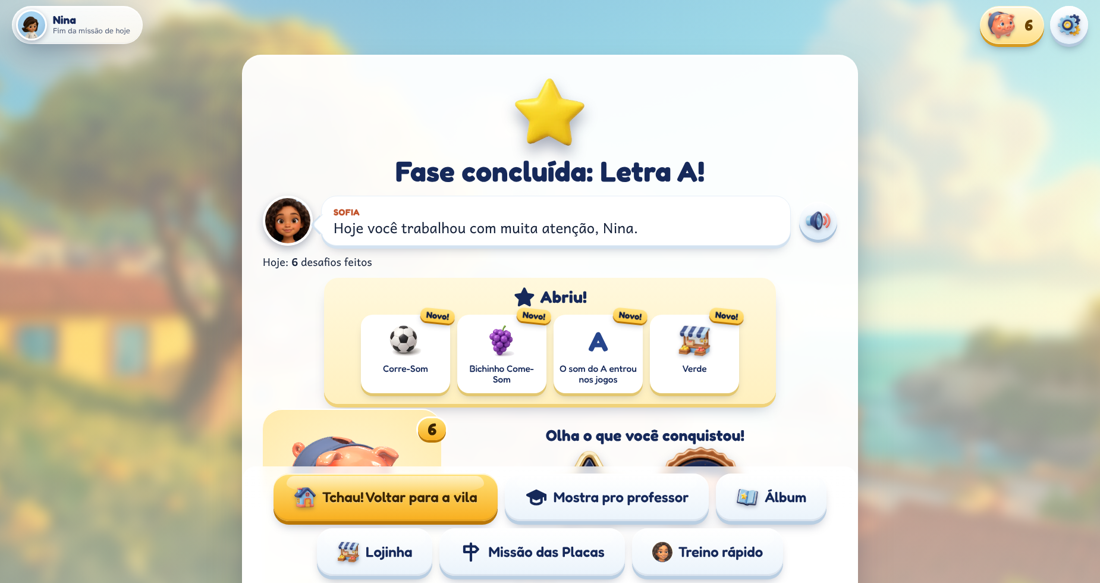 Nina
Fim da missão de hoje
6
Fase concluída: Letra A!
SOFIA
Hoje você trabalhou com muita atenção, Nina.
Hoje: 6 desafios feitos
Abriu!
Novo!
Novo!
Novo!
Novo!
Corre-Som
Bichinho Come-
Som
A
O som do A entrou
nos jogos
Verde
6
Olha o que você conquistou!
Tchau! Voltar para a vila
Mostra pro professor
Álbum
Lojinha
Missão das Placas
Treino rápido